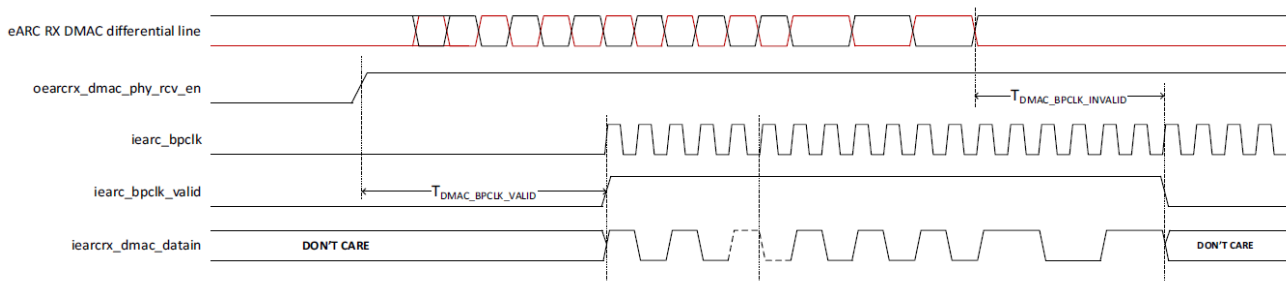 eARC RX DMAC differential line
oearcrx_dmac_phy_rcv_en
TDMAC_BPCLK_INVALID
iearc_bpclk
iearc_bpclk_valid
TDMAC_BPCLK_VALID
iearcrx_dmac_datain
DON'T CARE
DON'T CARE